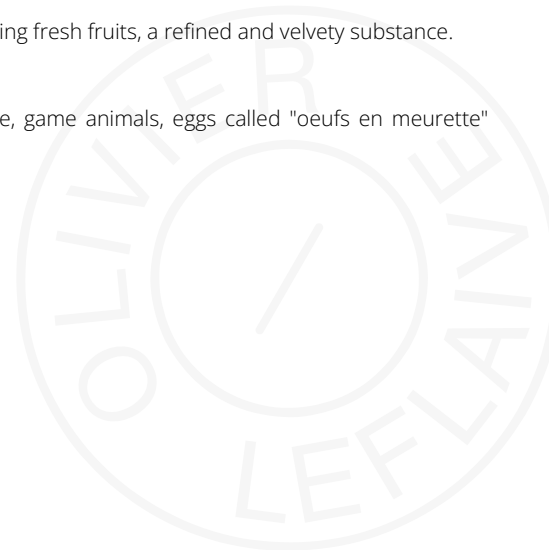 ing fresh fruits, a refined and velvety substance.
e, game animals, eggs called "oeufs en meurette"
OLIVIER
LEFLAIVE